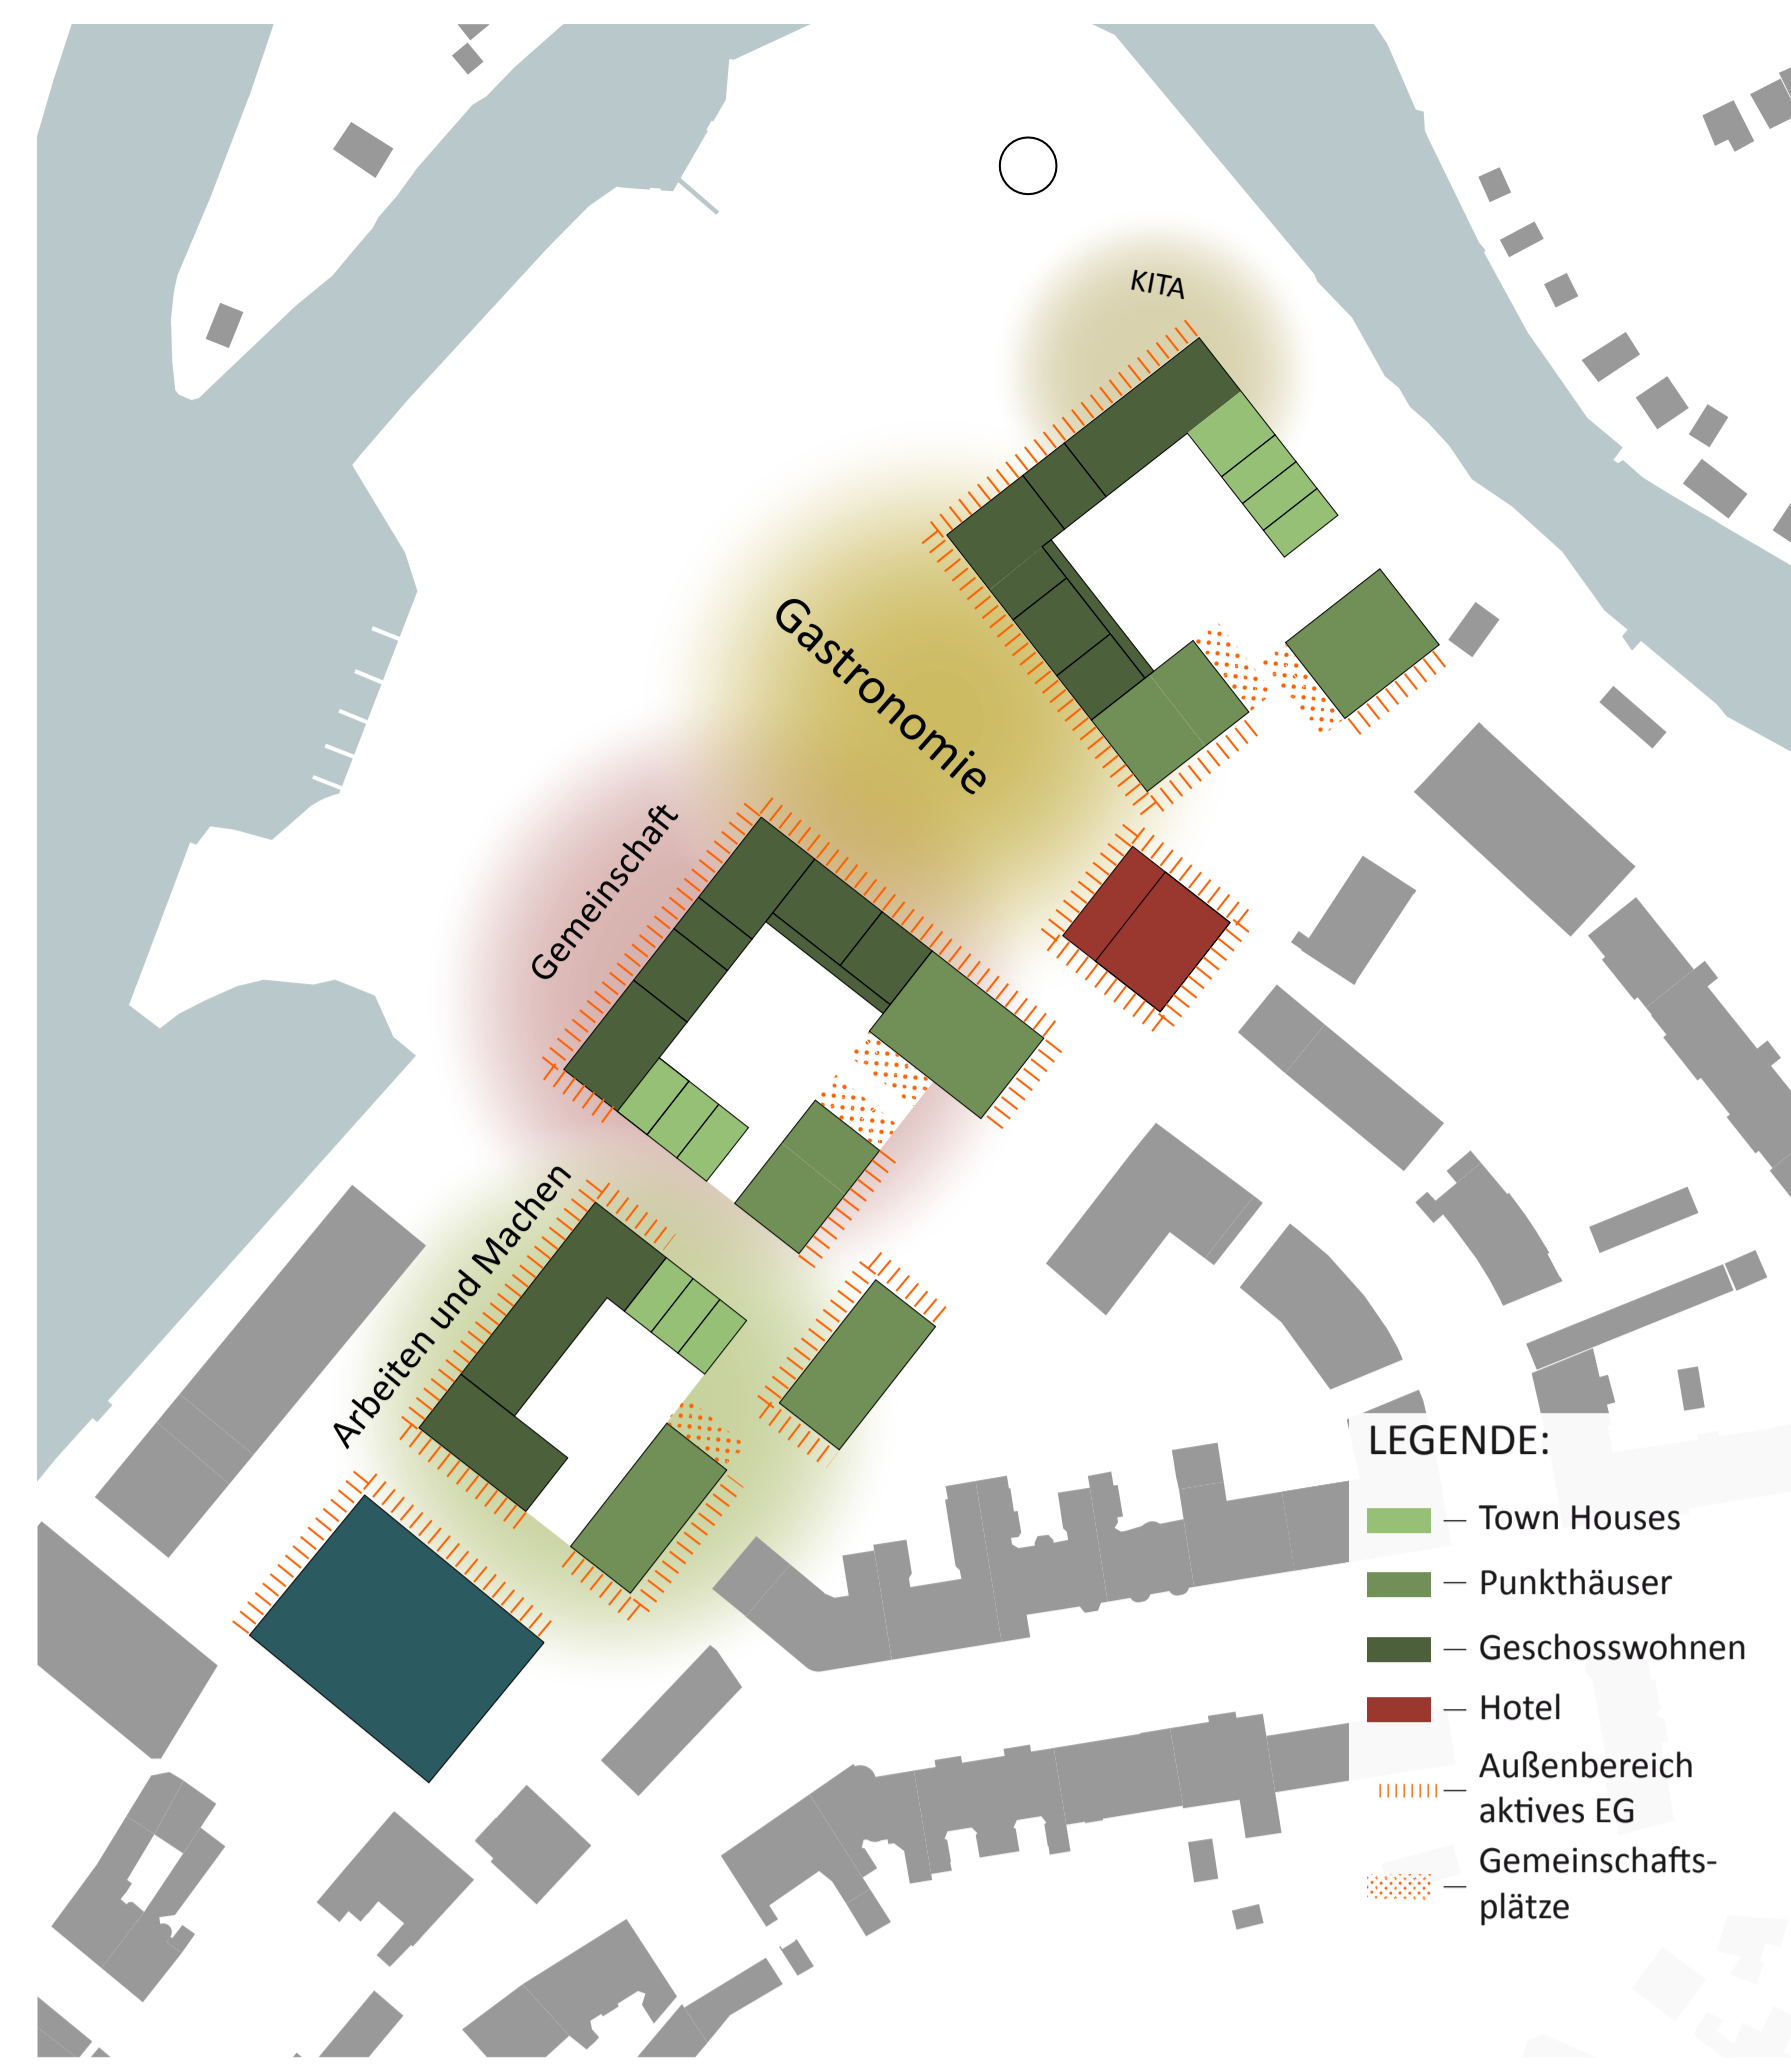 KITA
Gastronomie
Gemeinschaft
Arbeiten und Machen
LEGENDE:
Town Houses
Punkthäuser
Geschosswohnen
Hotel
Außenbereich
aktives EG
Gemeinschafts-
plätze